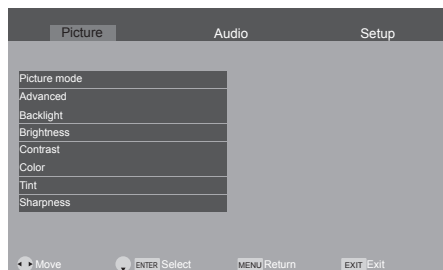 Picture Audio Setup
Picture mode
Advanced
Backlight
Brightness
Contrast
Color
Tint
Sharpness
Move ENTER Select MENU Return EXIT Exit